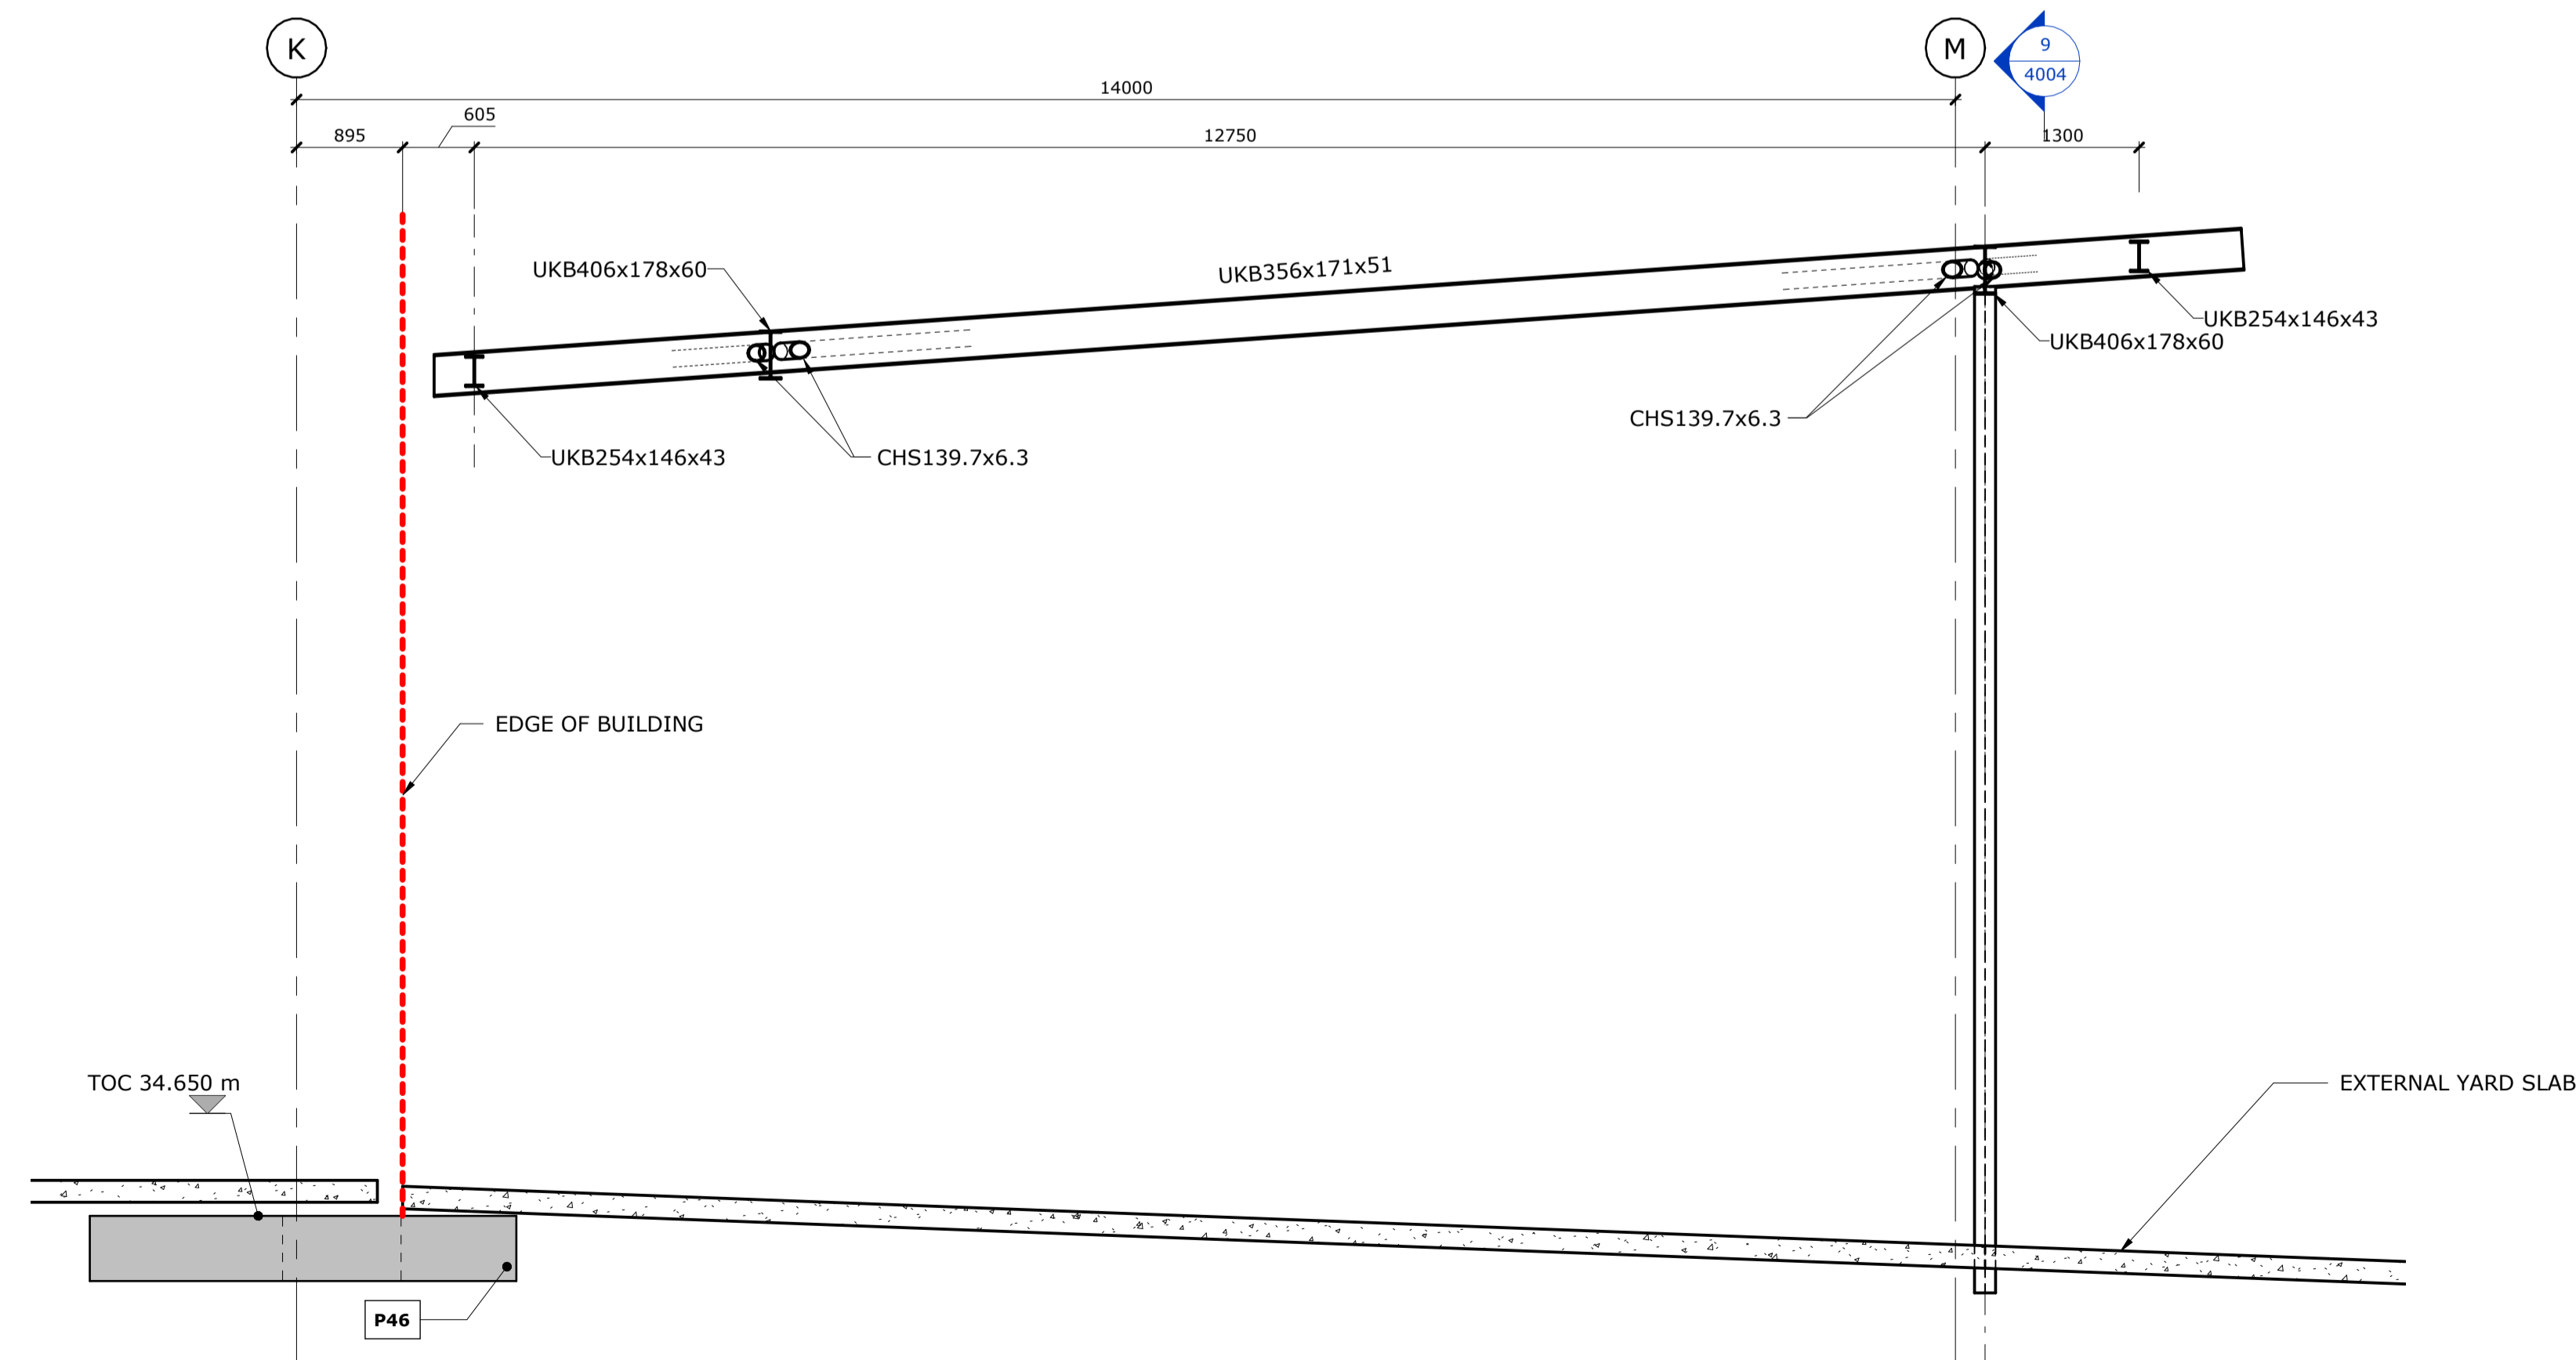 K
M
9
4004
14000
605
895
12750
1300
UKB406x178x60
UKB356x171x51
UKB254x146x43
UKB406x178x60
CHS139.7x6.3
UKB254x146x43
CHS139.7x6.3
EDGE OF BUILDING
TOC 34.650 m
EXTERNAL YARD SLAB
P46